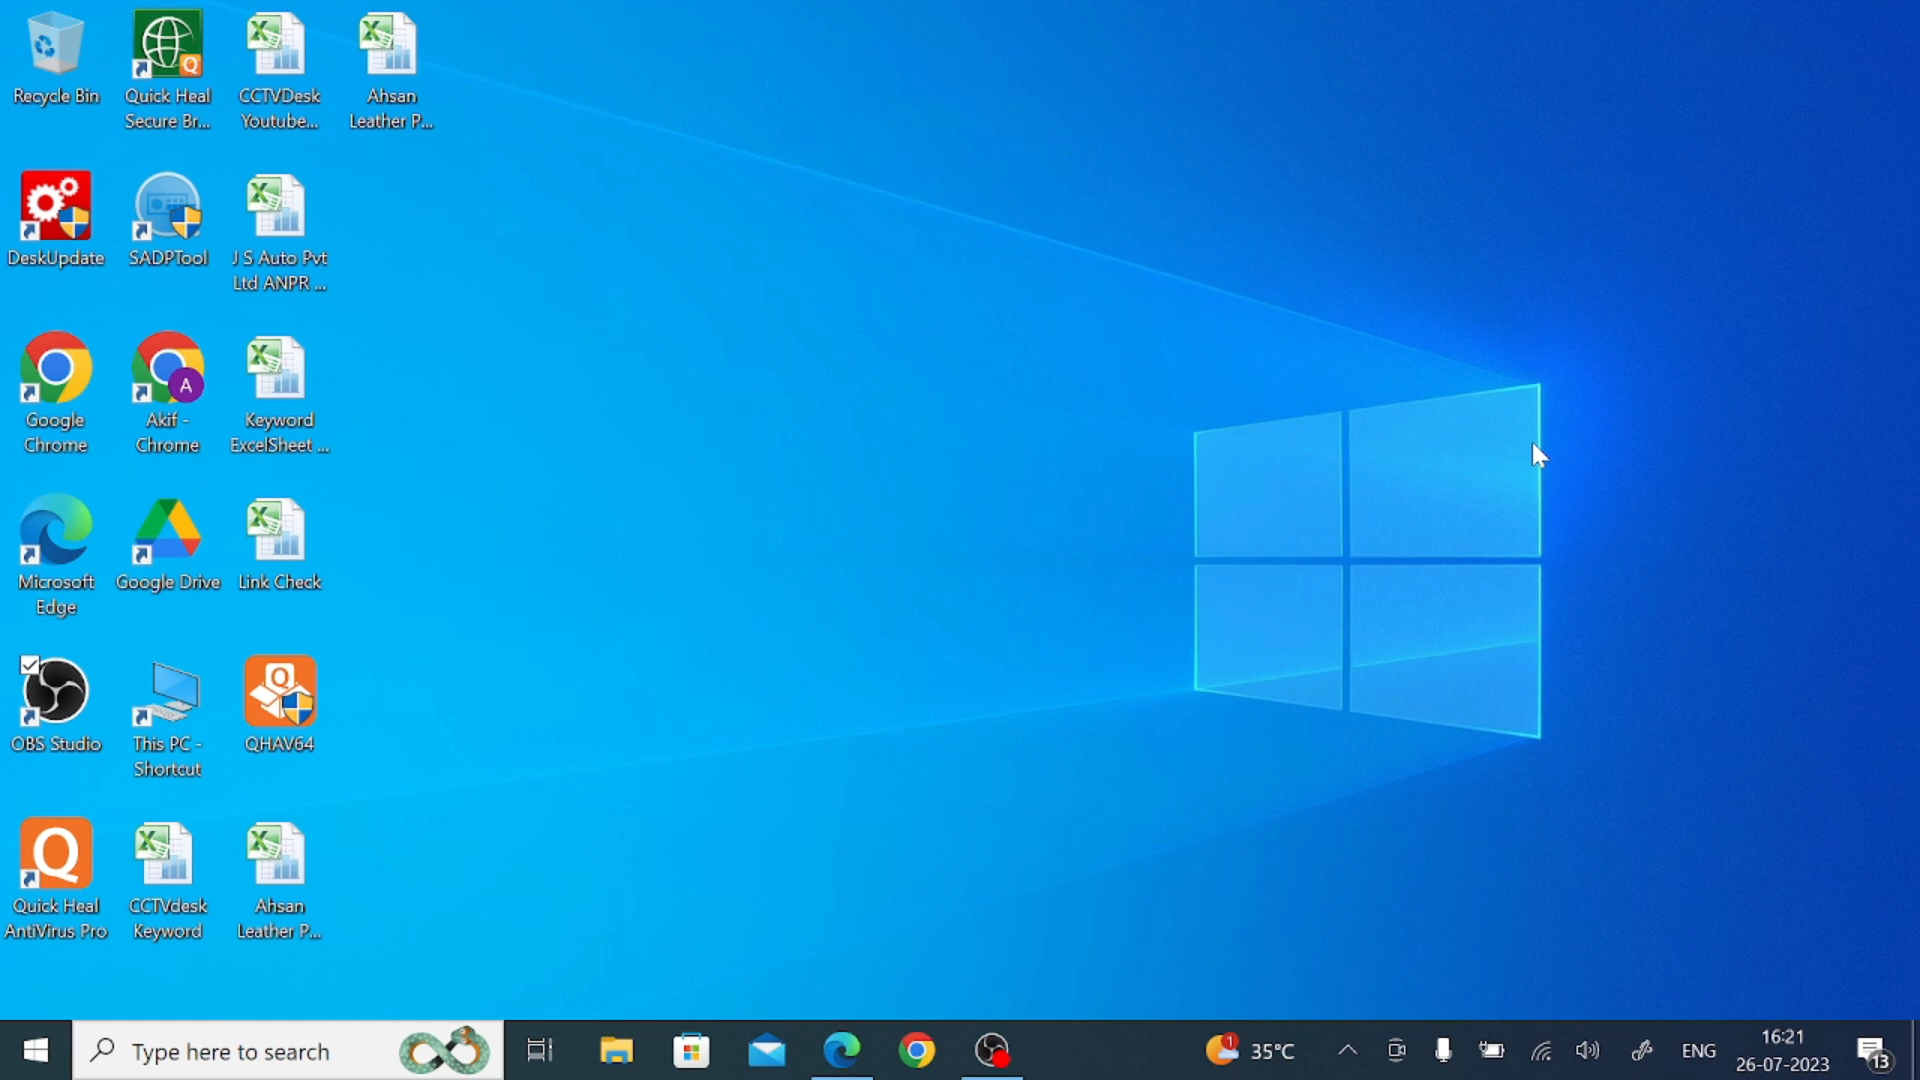 Recycle Bin
Quick Heal
Secure Br...
CCTVDesk
Youtube...
Ahsan
Leather P...
DeskUpdate
SADPTool
J S Auto Pvt
Ltd ANPR ...
Google
Chrome
A
Akif -
Chrome
Keyword
ExcelSheet ...
Microsoft
Edge
Google Drive
Link Check
OBS Studio
This PC -
Shortcut
QHAV64
Quick Heal
AntiVirus Pro
CCTVdesk
Keyword
Ahsan
Leather P...
Type here to search
1
35°C
ENG
16:21
26-07-2023
13